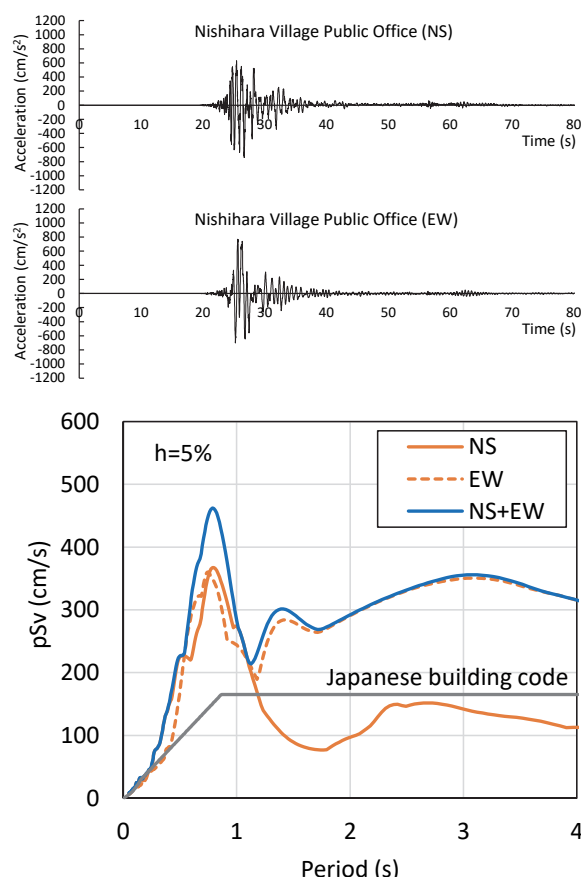 Nishihara Village Public Office (NS)
Acceleration (cm/s²)
1200
1000
800
600
400
200
0
-200
-400
-600
-800
-1000
-1200
0 10 20 30 40 50 60 70 80
Time (s)
Nishihara Village Public Office (EW)
Acceleration (cm/s²)
1200
1000
800
600
400
200
0
-200
-400
-600
-800
-1000
-1200
0 10 20 30 40 50 60 70 80
Time (s)
h=5%
NS
EW
NS+EW
Japanese building code
pSv (cm/s)
600
500
400
300
200
100
0
0 1 2 3 4
Period (s)